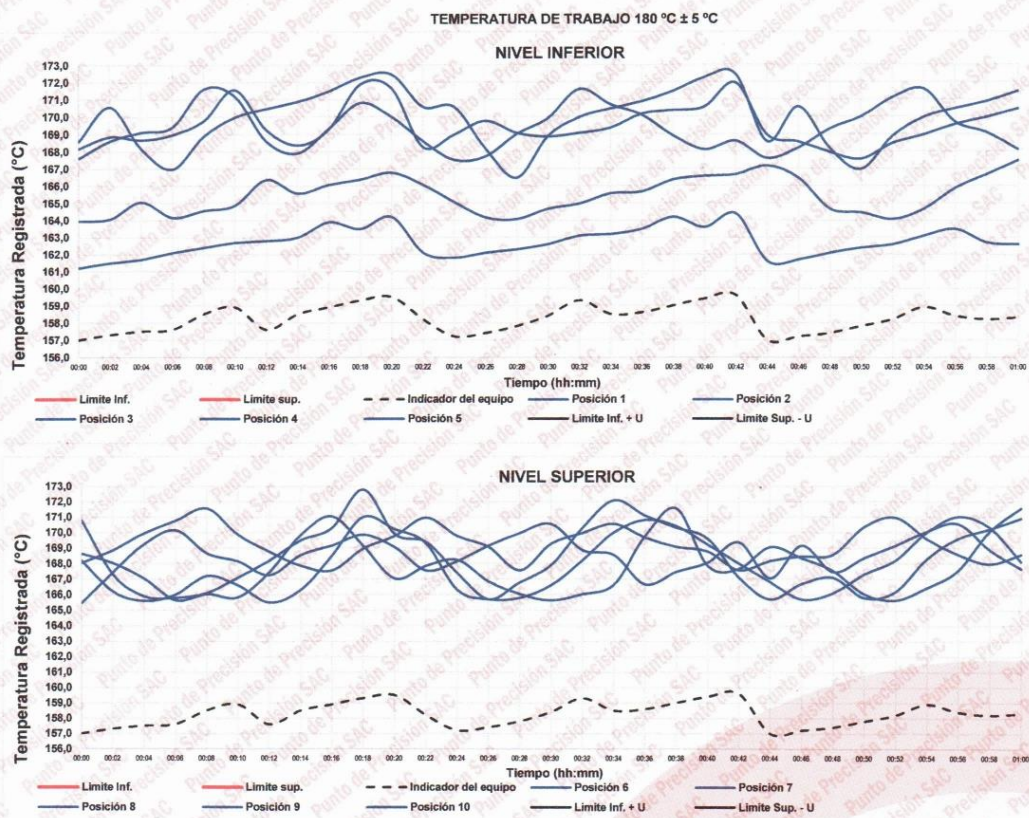 TEMPERATURA DE TRABAJO 180 °C ± 5 °C
NIVEL INFERIOR
Temperatura Registrada (°C)
173,0
172,0
171,0
170,0
169,0
168,0
167,0
166,0
165,0
164,0
163,0
162,0
161,0
160,0
159,0
158,0
157,0
156,0
00:00 00:02 00:04 00:06 00:08 00:10 00:12 00:14 00:16 00:18 00:20 00:22 00:24 00:26 00:28 00:30 00:32 00:34 00:36 00:38 00:40 00:42 00:44 00:46 00:48 00:50 00:52 00:54 00:56 00:58 01:00
Tiempo (hh:mm)
Limite Inf. Limite sup. Indicador del equipo Posición 1 Posición 2
Posición 3 Posición 4 Posición 5 Limite Inf. + U Limite Sup. - U
NIVEL SUPERIOR
Temperatura Registrada (°C)
173,0
172,0
171,0
170,0
169,0
168,0
167,0
166,0
165,0
164,0
163,0
162,0
161,0
160,0
159,0
158,0
157,0
156,0
00:00 00:02 00:04 00:06 00:08 00:10 00:12 00:14 00:16 00:18 00:20 00:22 00:24 00:26 00:28 00:30 00:32 00:34 00:36 00:38 00:40 00:42 00:44 00:46 00:48 00:50 00:52 00:54 00:56 00:58 01:00
Tiempo (hh:mm)
Limite Inf. Limite sup. Indicador del equipo Posición 6 Posición 7
Posición 8 Posición 9 Posición 10 Limite Inf. + U Limite Sup. - U
Punto de Precisión SAC